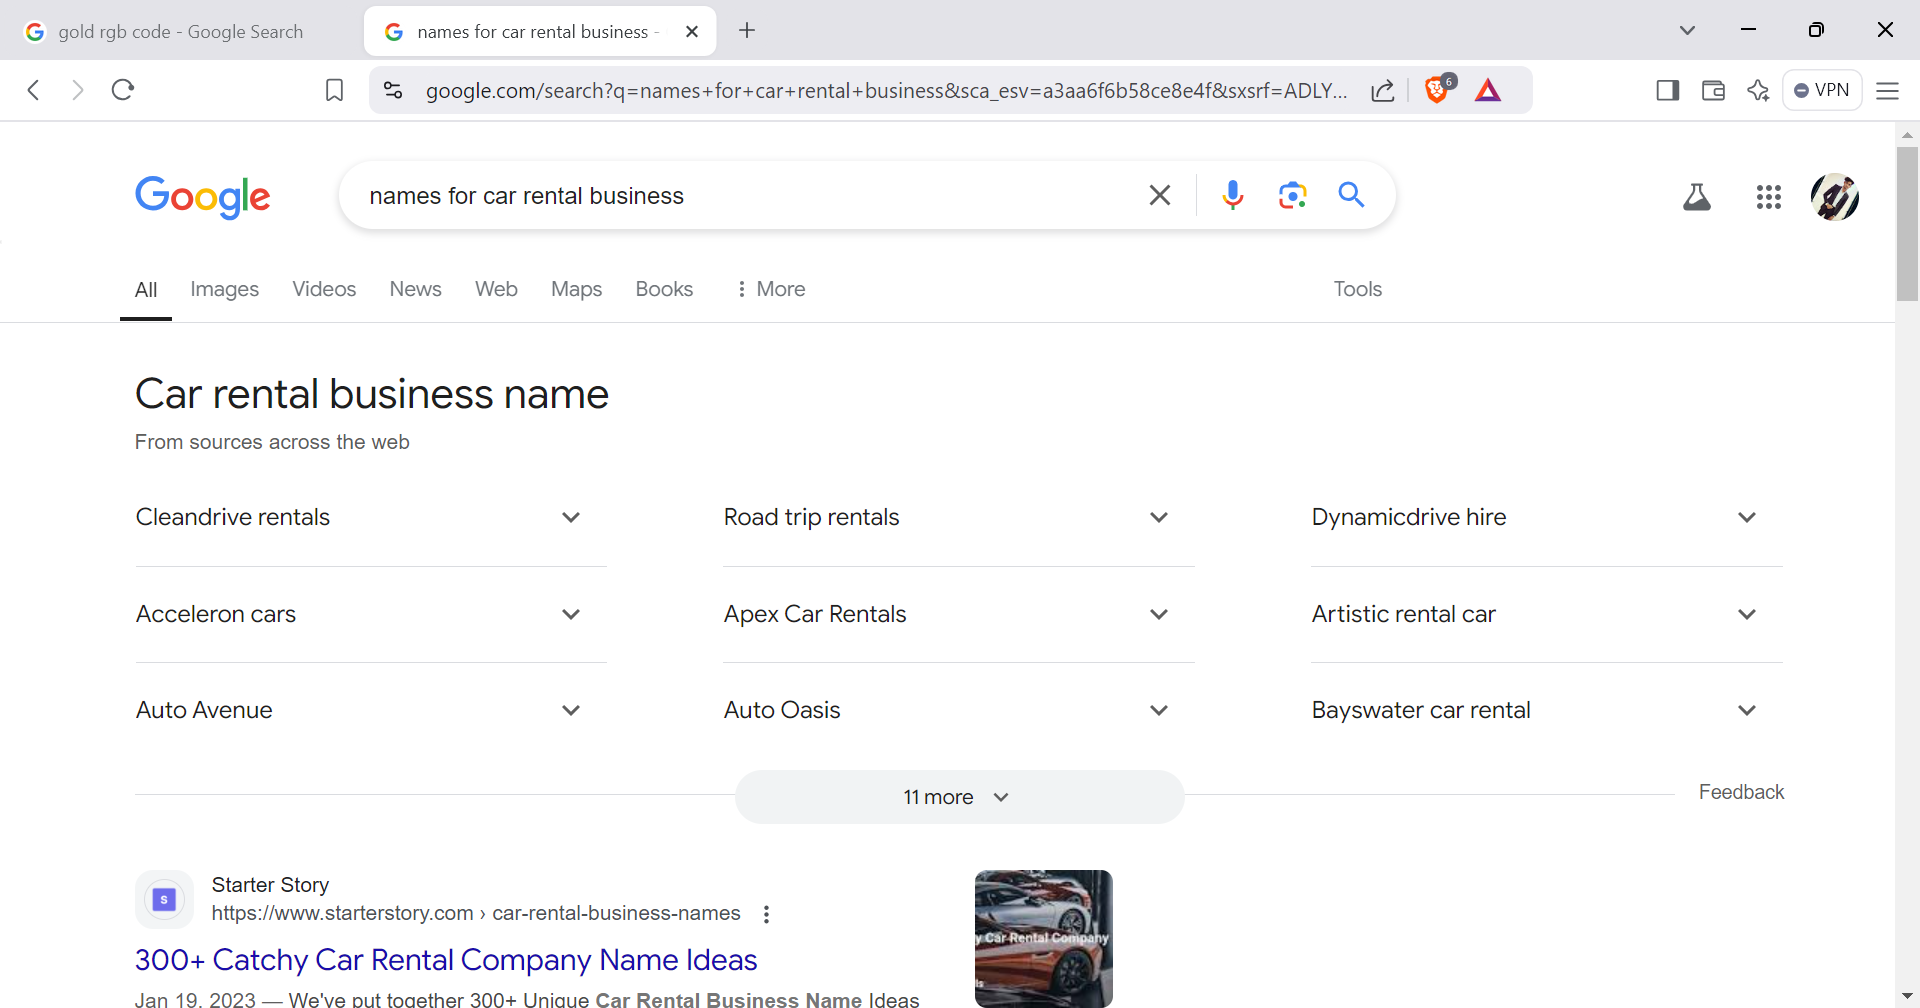 gold rgb code - Google Search
names for car rental business -
google.com/search?q=names+for+car+rental+business&sca_esv=a3aa6f6b58ce8e4f&sxsrf=ADLY...
6
VPN
Google
names for car rental business
All
Images
Videos
News
Web
Maps
Books
More
Tools
Car rental business name
From sources across the web
Cleandrive rentals
Road trip rentals
Dynamicdrive hire
Acceleron cars
Apex Car Rentals
Artistic rental car
Auto Avenue
Auto Oasis
Bayswater car rental
11 more
Feedback
S
Starter Story
https://www.starterstory.com › car-rental-business-names
300+ Catchy Car Rental Company Name Ideas
Jan 19, 2023 — We've put together 300+ Unique Car Rental Business Name Ideas
y Car Rental Company
ls